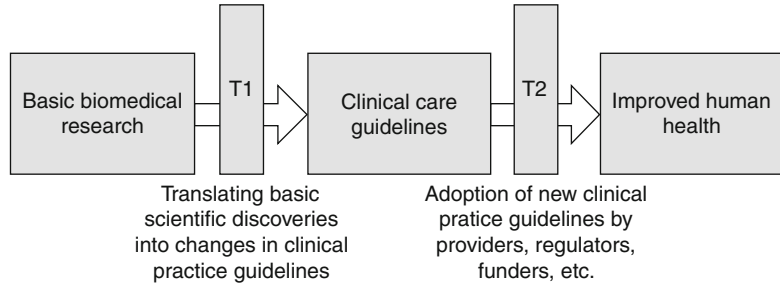 Basic biomedical
research
T1
Clinical care
guidelines
T2
Improved human
health
Translating basic
scientific discoveries
into changes in clinical
practice guidelines
Adoption of new clinical
pratice guidelines by
providers, regulators,
funders, etc.